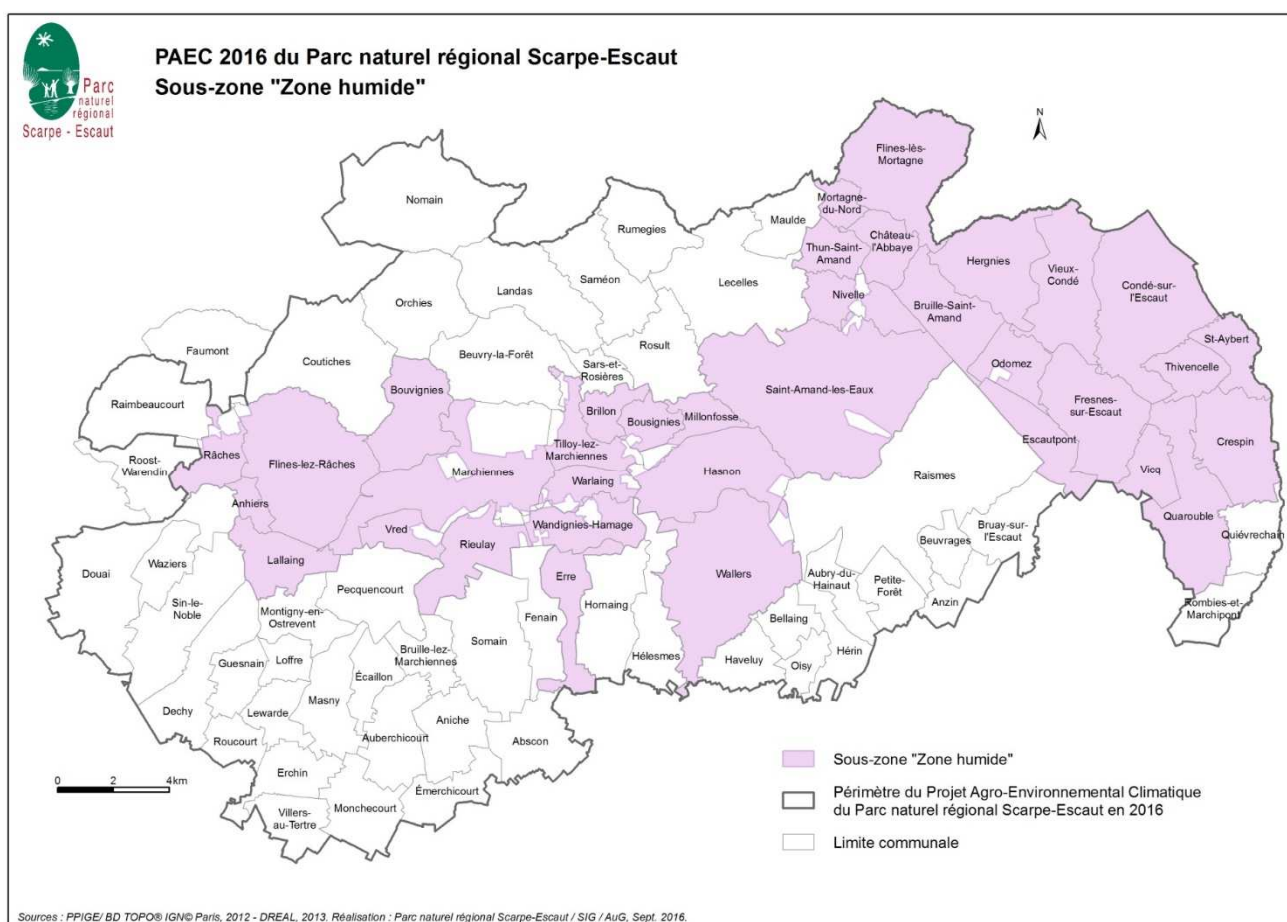 PAEC 2016 du Parc naturel régional Scarpe-Escaut
Sous-zone "Zone humide"
Parc
naturel
régional
Scarpe - Escaut
N
Flines-lès-
Mortagne
Nomain
Mortagne-
du-Nord
Maulde
Rumegies
Château-
l'Abbaye
Thun-Saint-
Amand
Hergnies
Vieux-
Condé
Condé-sur-
l'Escaut
Saméon
Lecelles
Landas
Nivelle
Orchies
Bruille-Saint-
Amand
St-Aybert
Faumont
Coutiches
Beuvry-la-Forêt
Rosult
Sars-et-
Rosières
Odomez
Thivencelle
Saint-Amand-les-Eaux
Raimbeaucourt
Bouvignies
Fresnes-
sur-Escaut
Brillon
Bousignies
Millonfosse
Escautpont
Crespin
Râches
Flines-lez-Râches
Tilloy-lez-
Marchiennes
Roost-
Warendin
Marchiennes
Hasnon
Vicq
Warlaing
Raismes
Anhiers
Vred
Wandignies-Hamage
Quarouble
Bruay-sur-
l'Escaut
Quiévrechain
Rieulay
Beuvrages
Lallaing
Douai
Waziers
Erre
Wallers
Aubry-du-
Hainaut
Petite-
Forêt
Pecquencourt
Sin-le-
Noble
Hornaing
Anzin
Rombies-et-
Marchipont
Montigny-en-
Ostrevent
Fenain
Bellaing
Somain
Bruille-lez-
Marchiennes
Hélesmes
Haveluy
Oisy
Hérin
Guesnain
Loffre
Écaillon
Masny
Dechy
Lewarde
Aniche
Roucourt
Auberchicourt
Abscon
Erchin
Émerchicourt
Monchecourt
Villers-
au-Tertre
0 2 4km
Sous-zone "Zone humide"
Périmètre du Projet Agro-Environnemental Climatique
du Parc naturel régional Scarpe-Escaut en 2016
Limite communale
Sources : PPIGE/ BD TOPO® IGN© Paris, 2012 - DREAL, 2013. Réalisation : Parc naturel régional Scarpe-Escaut / SIG / AuG, Sept. 2016.